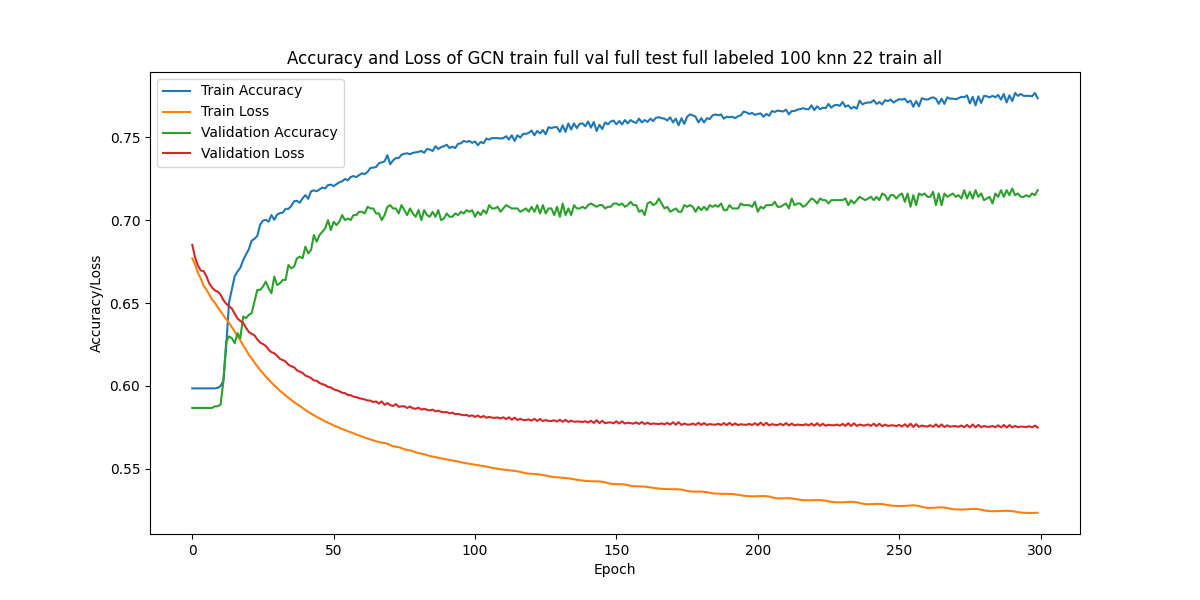 Accuracy and Loss of GCN train full val full test full labeled 100 knn 22 train all
Train Accuracy
Train Loss
Validation Accuracy
Validation Loss
Accuracy/Loss
0.75
0.70
0.65
0.60
0.55
0
50
100
150
200
250
300
Epoch